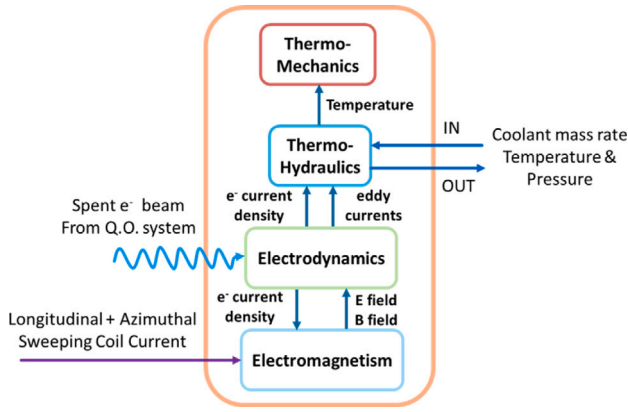 Thermo-
Mechanics
Temperature
IN
Thermo-
Hydraulics
Coolant mass rate
Temperature &
Pressure
OUT
e⁻ current
density
eddy
currents
Spent e⁻ beam
From Q.O. system
Electrodynamics
e⁻ current
density
E field
B field
Longitudinal + Azimuthal
Sweeping Coil Current
Electromagnetism